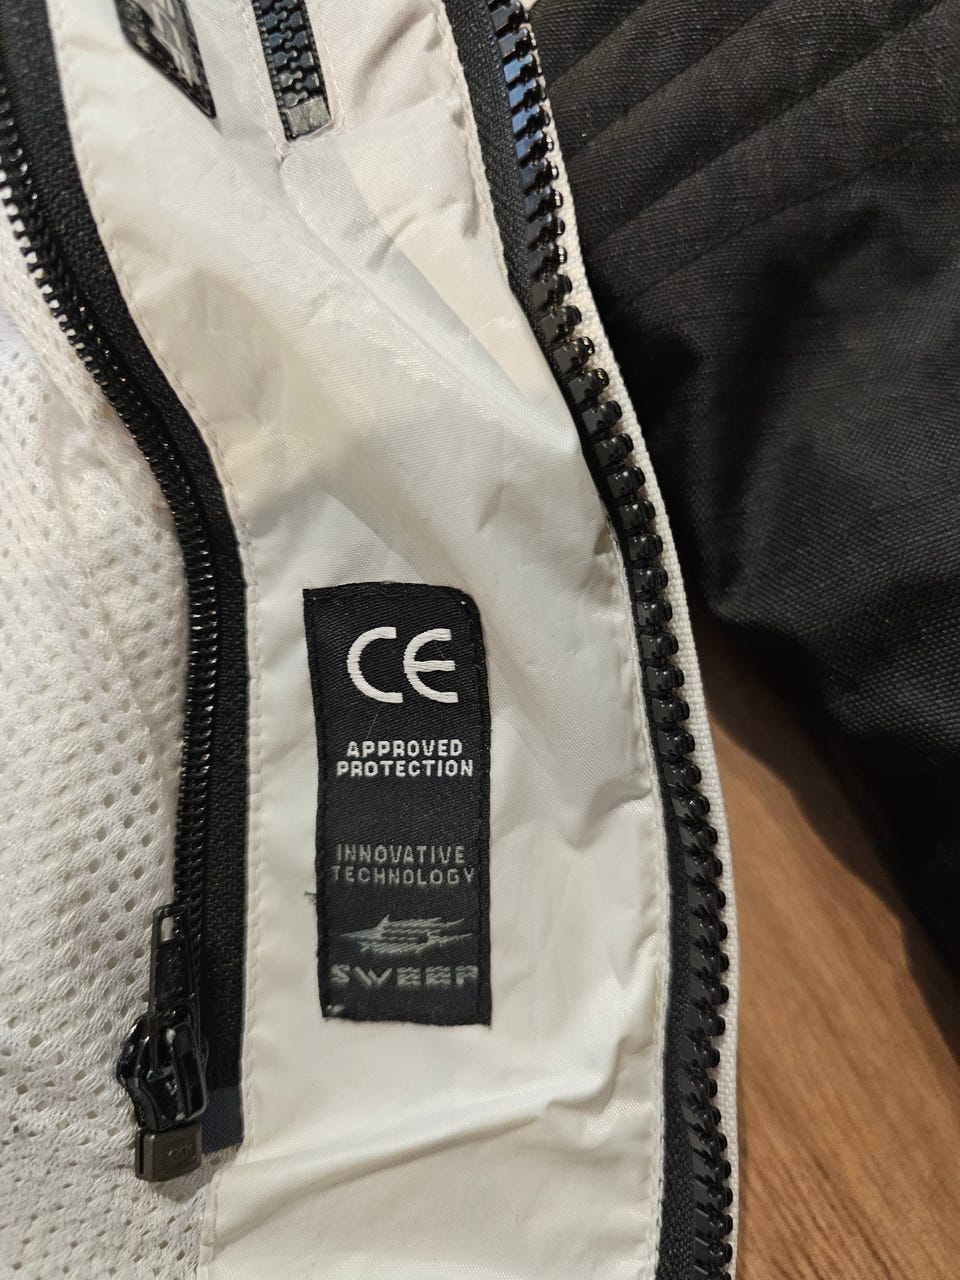 CE
APPROVED
PROTECTION
INNOVATIVE
TECHNOLOGY
SWEEP